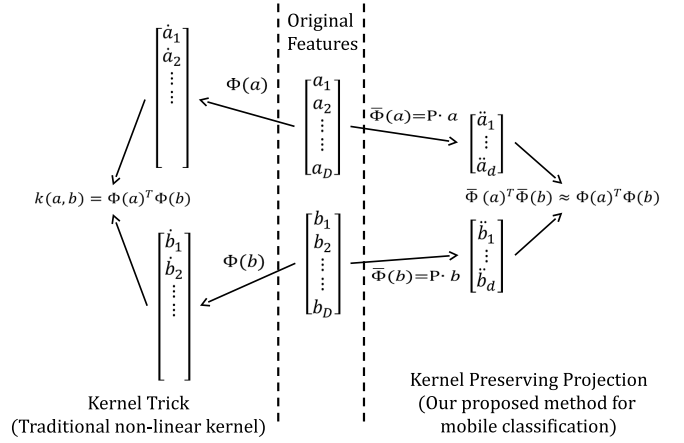 Original
Features
ȧ₁
ȧ₂
⋮
⋮
Φ(a)
a₁
a₂
⋮
⋮
a_D
Φ̅(a)=P· a
ä₁
⋮
ä_d
k(a,b) = Φ(a)ᵀΦ(b)
Φ̅ (a)ᵀΦ̅(b) ≈ Φ(a)ᵀΦ(b)
ḃ₁
ḃ₂
⋮
⋮
Φ(b)
b₁
b₂
⋮
⋮
b_D
Φ̅(b)=P· b
b̈₁
⋮
b̈_d
Kernel Trick
(Traditional non-linear kernel)
Kernel Preserving Projection
(Our proposed method for
mobile classification)